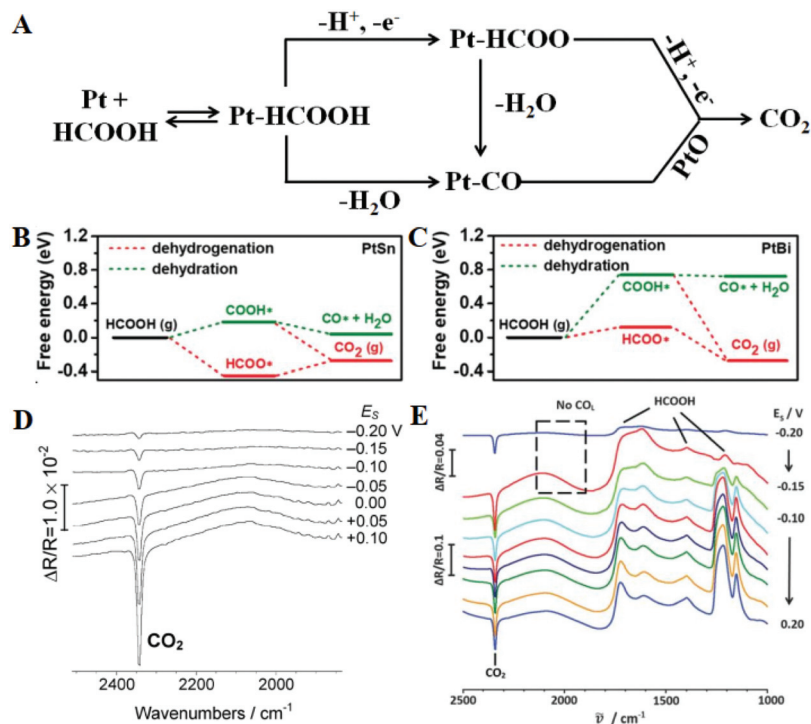 A
-H⁺, -e⁻
Pt-HCOO
Pt +
HCOOH
Pt-HCOOH
-H₂O
-H⁺, -e⁻
CO₂
PtO
Pt-CO
-H₂O
B
Free energy (eV)
1.2
0.8
0.4
0.0
-0.4
dehydrogenation
dehydration
PtSn
HCOOH (g)
COOH*
CO* + H₂O
HCOO*
CO₂ (g)
C
Free energy (eV)
1.2
0.8
0.4
0.0
-0.4
dehydrogenation
dehydration
PtBi
HCOOH (g)
COOH*
CO* + H₂O
HCOO*
CO₂ (g)
D
ΔR/R=1.0 × 10⁻²
E_S
−0.20 V
−0.15
−0.10
−0.05
0.00
+0.05
+0.10
CO₂
2400 2200 2000
Wavenumbers / cm⁻¹
E
No CO_L
HCOOH
E_S / V
-0.20
-0.15
-0.10
0.20
ΔR/R=0.04
ΔR/R=0.1
CO₂
2500 2000 1500 1000
ṽ / cm⁻¹